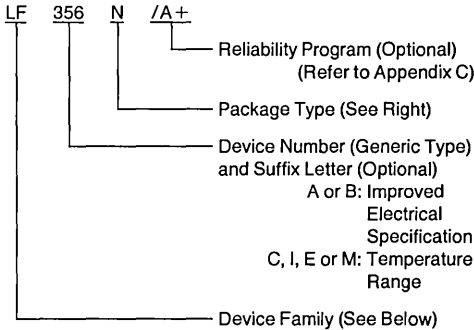 LF 356 N /A+
Reliability Program (Optional)
(Refer to Appendix C)
Package Type (See Right)
Device Number (Generic Type)
and Suffix Letter (Optional)
A or B: Improved
Electrical
Specification
C, I, E or M: Temperature
Range
Device Family (See Below)